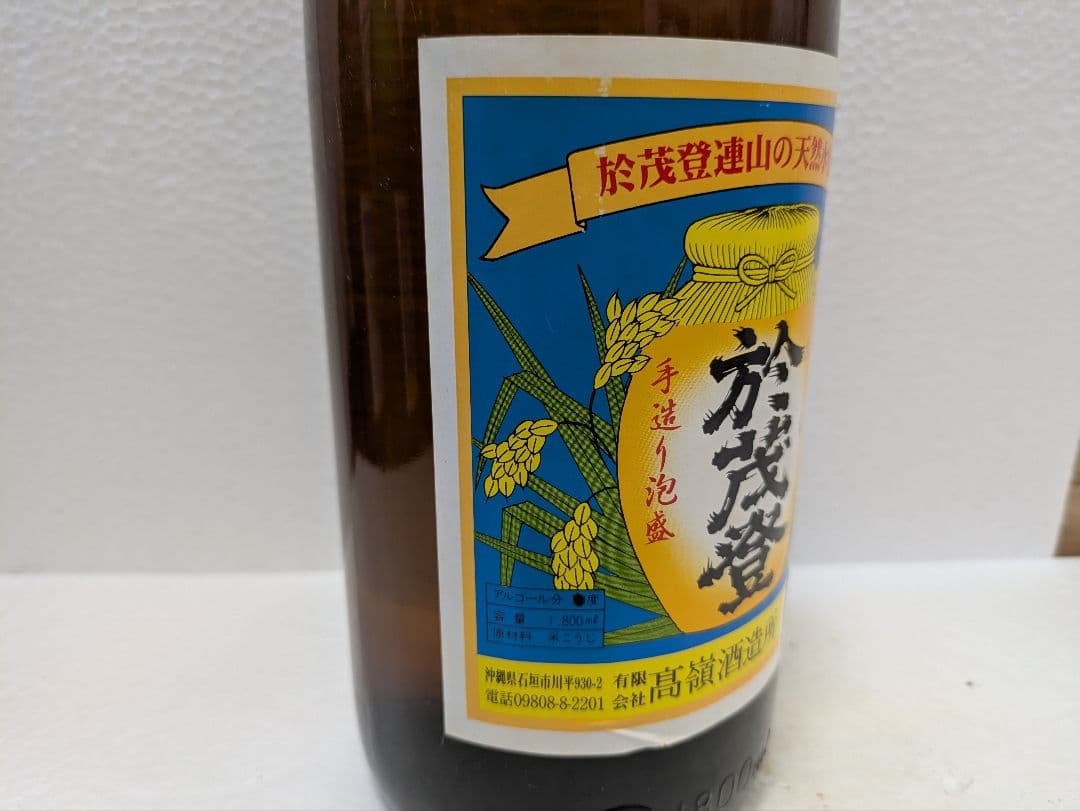 於茂登連山の天然水
手造り泡盛
於茂登
アルコール分 度
容量 1,800mℓ
原材料 米こうじ
沖縄県石垣市川平930-2
電話09808-8-2201
有限会社 高嶺酒造所
1800